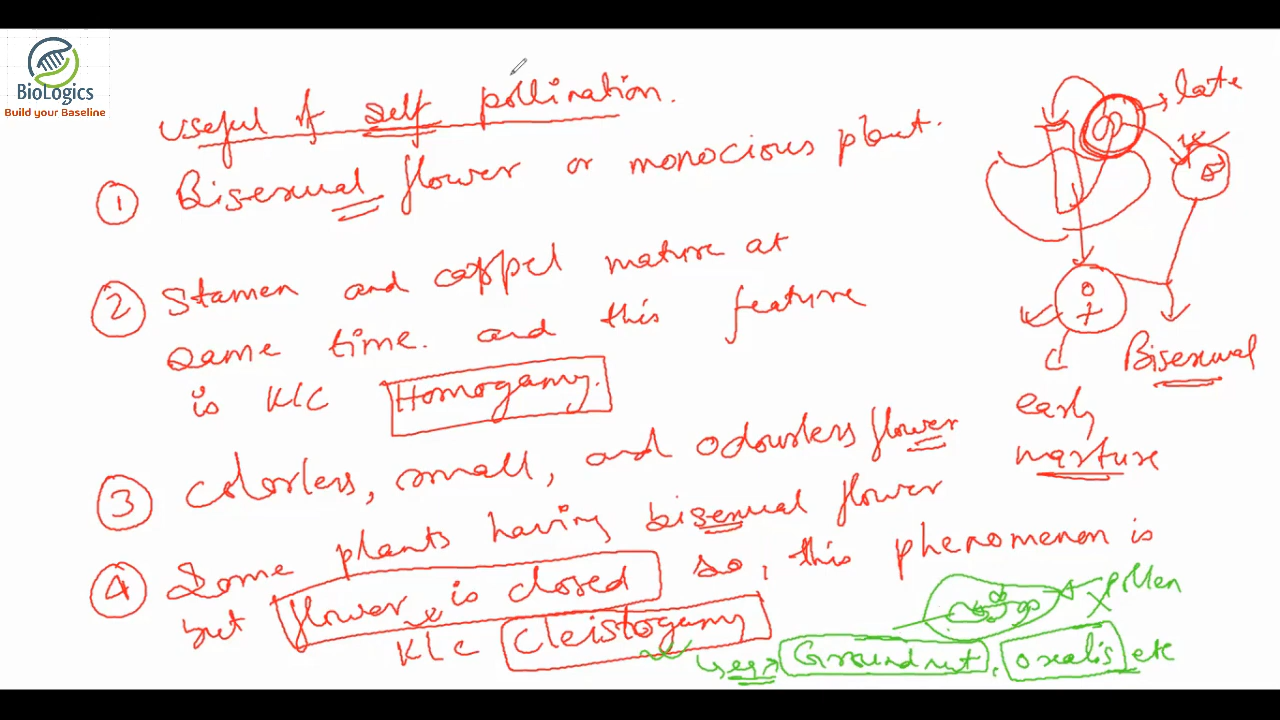 BioLogics
Build your Baseline
useful of self pollination.
① Bisexual flower or monocious plant.
② Stamen and carpel mature at
same time. and this feature
is K/C Homogamy.
③ Colorless, small, and odourless flower
④ Some plants having bisexual flower
but flower is closed so, this phenomenon is
K/C Cleistogamy
eg Groundnut, oxalis etc
late
Bisexual
early
marture
pollen